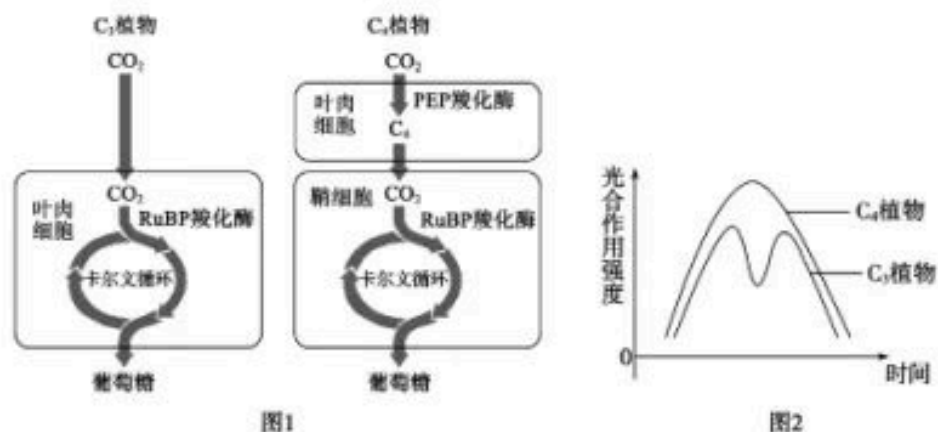 C₃植物
CO₂
CO₂
叶肉
细胞
RuBP羧化酶
卡尔文循环
葡萄糖
C₄植物
CO₂
叶肉
细胞
PEP羧化酶
C₄
鞘细胞
CO₂
RuBP羧化酶
卡尔文循环
葡萄糖
图1
光合作用强度
C₄植物
C₃植物
0
时间
图2